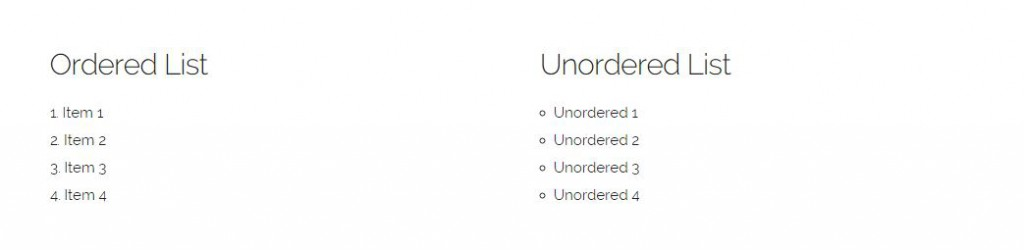 Ordered List
1. Item 1
2. Item 2
3. Item 3
4. Item 4
Unordered List
Unordered 1
Unordered 2
Unordered 3
Unordered 4